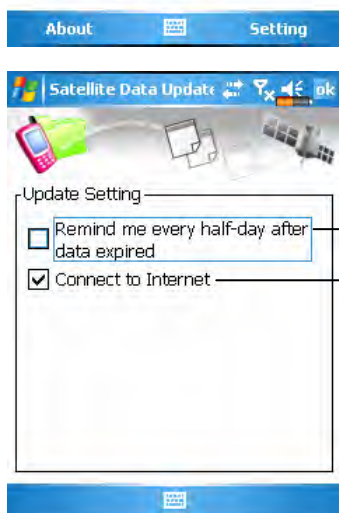 About Setting
Satellite Data Update ok
Update Setting
Remind me every half-day after
data expired
Connect to Internet